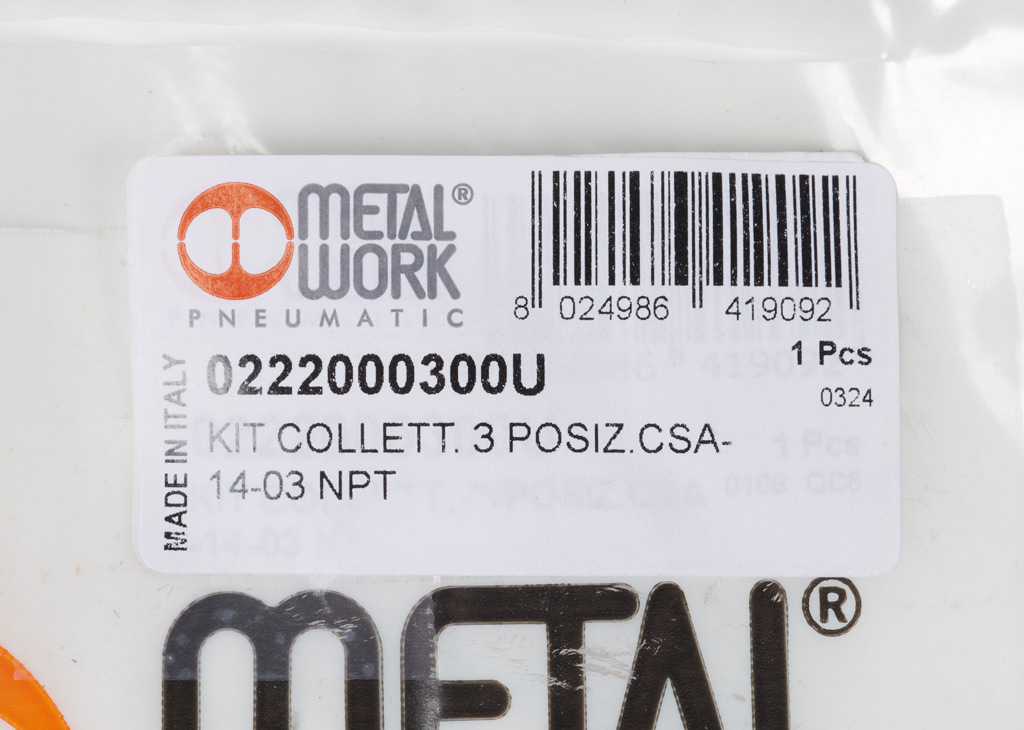 METAL®
WORK
PNEUMATIC
8 024986 419092
0222000300U
1 Pcs
0324
KIT COLLETT. 3 POSIZ.CSA-
14-03 NPT
MADE IN ITALY
METAL®